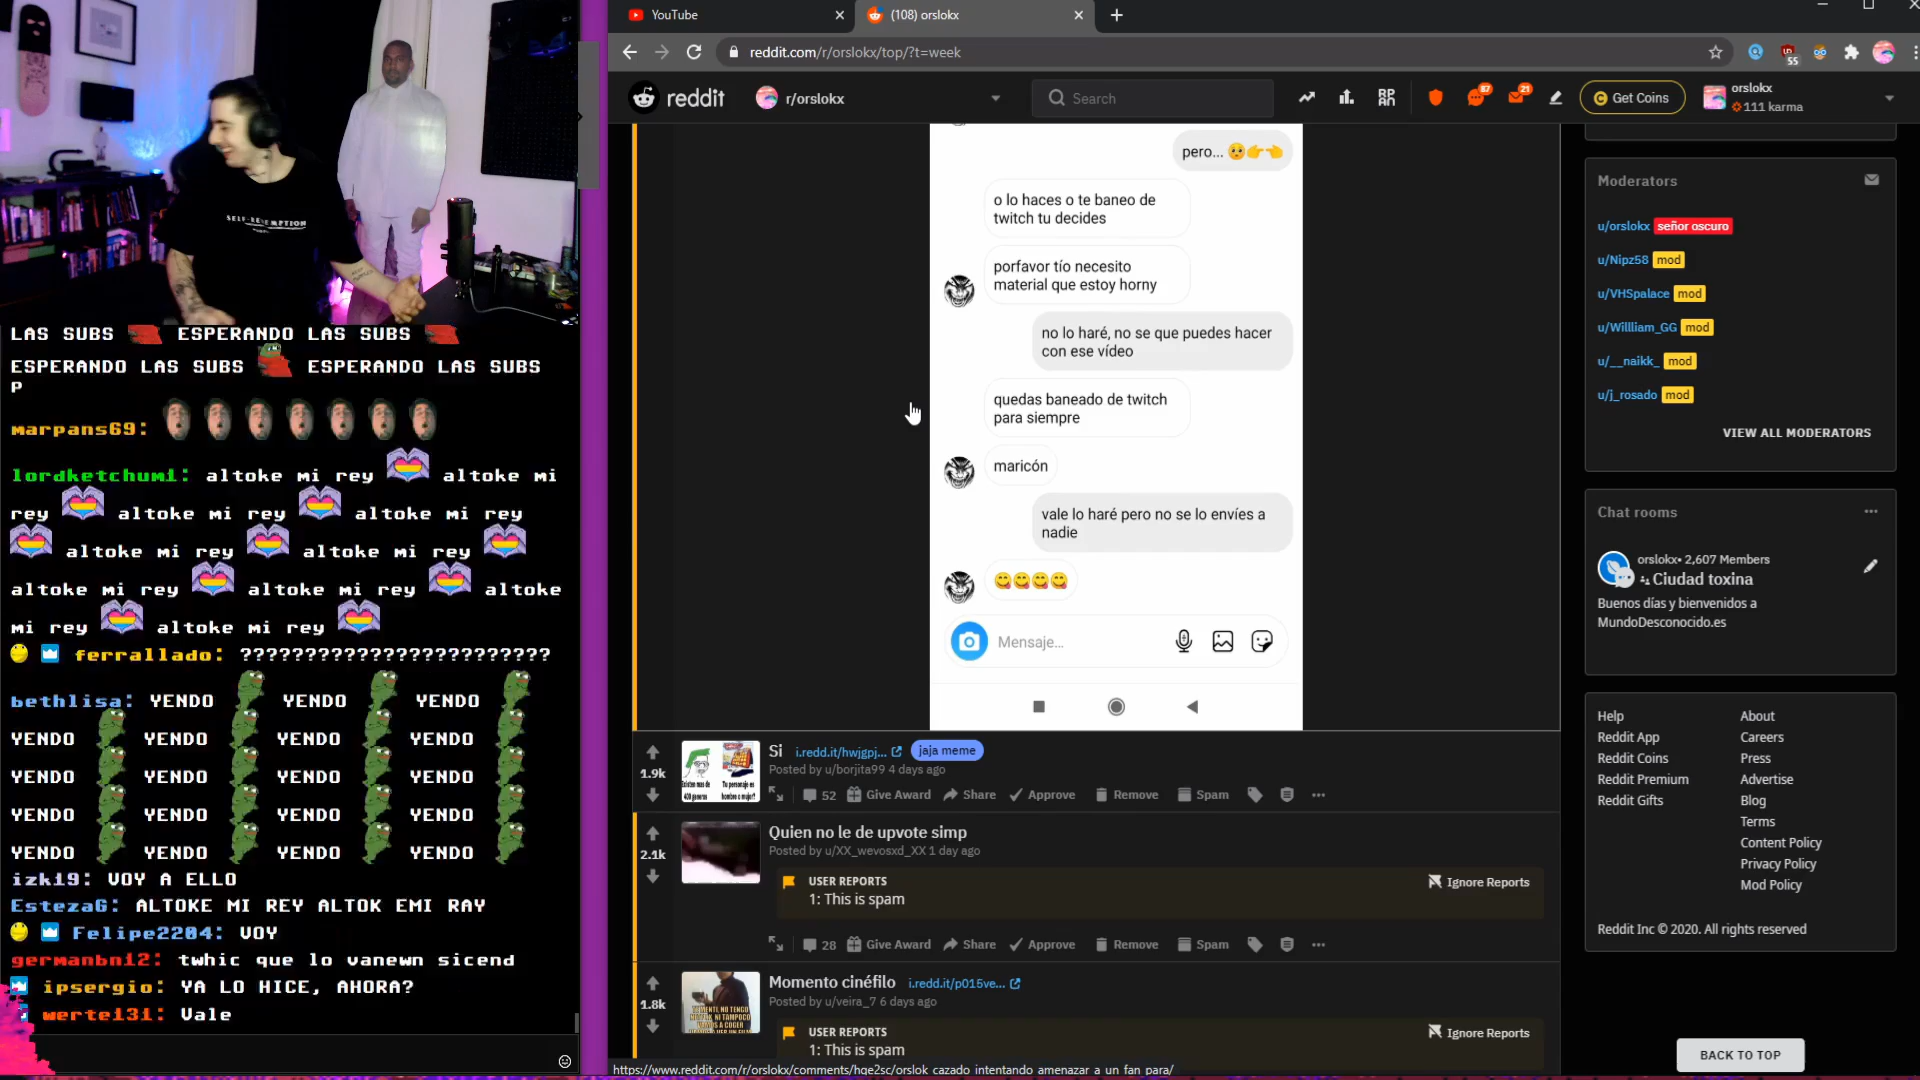 YouTube
(108) orslokx
reddit.com/r/orslokx/top/?t=week
55
reddit
r/orslokx
Search
37
21
Get Coins
orslokx
111 karma
SELF-REDEMPTION
LAS SUBS ESPERANDO LAS SUBS
ESPERANDO LAS SUBS ESPERANDO LAS SUBS
P
marpans69:
lordketchum1: altoke mi rey altoke mi
rey altoke mi rey altoke mi rey
altoke mi rey altoke mi rey
altoke mi rey altoke mi rey altoke
mi rey altoke mi rey
ferrallado: ????????????????????????
bethlisa: YENDO YENDO YENDO
YENDO YENDO YENDO YENDO
YENDO YENDO YENDO YENDO
YENDO YENDO YENDO YENDO
YENDO YENDO YENDO YENDO
izk19: VOY A ELLO
EstezaG: ALTOKE MI REY ALTOK EMI RAY
Felipe2204: VOY
germanbn12: twhic que lo vanewn sicend
ipsergio: YA LO HICE, AHORA?
werte131: Vale
pero... 🥺👉👈
o lo haces o te baneo de
twitch tu decides
porfavor tío necesito
material que estoy horny
no lo haré, no se que puedes hacer
con ese vídeo
quedas baneado de twitch
para siempre
maricón
vale lo haré pero no se lo envíes a
nadie
😋😋😋😋
Mensaje...
1.9k
Si i.redd.it/hwjgpj... jaja meme
Posted by u/borjita99 4 days ago
52 Give Award Share Approve Remove Spam
2.1k
Quien no le de upvote simp
Posted by u/XX_wevosxd_XX 1 day ago
USER REPORTS
Ignore Reports
1: This is spam
28 Give Award Share Approve Remove Spam
1.8k
Momento cinéfilo i.redd.it/p015ve...
Posted by u/veira_7 6 days ago
USER REPORTS
Ignore Reports
1: This is spam
https://www.reddit.com/r/orslokx/comments/hqe2sc/orslok_cazado_intentando_amenazar_a_un_fan_para/
Moderators
u/orslokx señor oscuro
u/Nipz58 mod
u/VHSpalace mod
u/Willliam_GG mod
u/__naikk_ mod
u/j_rosado mod
VIEW ALL MODERATORS
Chat rooms
orslokx• 2,607 Members
Ciudad toxina
Buenos días y bienvenidos a
MundoDesconocido.es
Help About
Reddit App Careers
Reddit Coins Press
Reddit Premium Advertise
Reddit Gifts Blog
Terms
Content Policy
Privacy Policy
Mod Policy
Reddit Inc © 2020. All rights reserved
BACK TO TOP